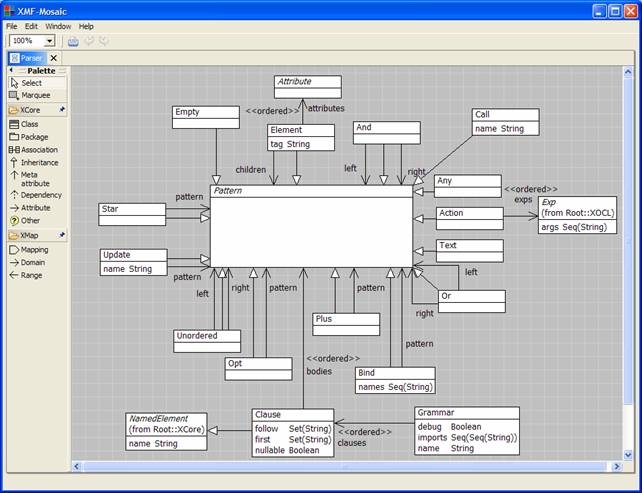 XMF-Mosaic
File Edit Window Help
100%
Parser
Palette
Select
Marquee
XCore
Class
Package
Association
Inheritance
Meta
attribute
Dependency
Attribute
Other
XMap
Mapping
Domain
Range
Attribute
<<ordered>> attributes
Empty
Element
tag String
And
Call
name String
children
left
right
Pattern
Any
<<ordered>>
exps
Exp
(from Root::XOCL)
args Seq(String)
pattern
Star
Action
Text
Update
name String
pattern
left
right
pattern
pattern
left
Or
right
Unordered
Plus
pattern
Opt
<<ordered>>
bodies
Bind
names Seq(String)
NamedElement
(from Root::XCore)
name String
Clause
follow Set(String)
first Set(String)
nullable Boolean
<<ordered>>
clauses
Grammar
debug Boolean
imports Seq(Seq(String))
name String